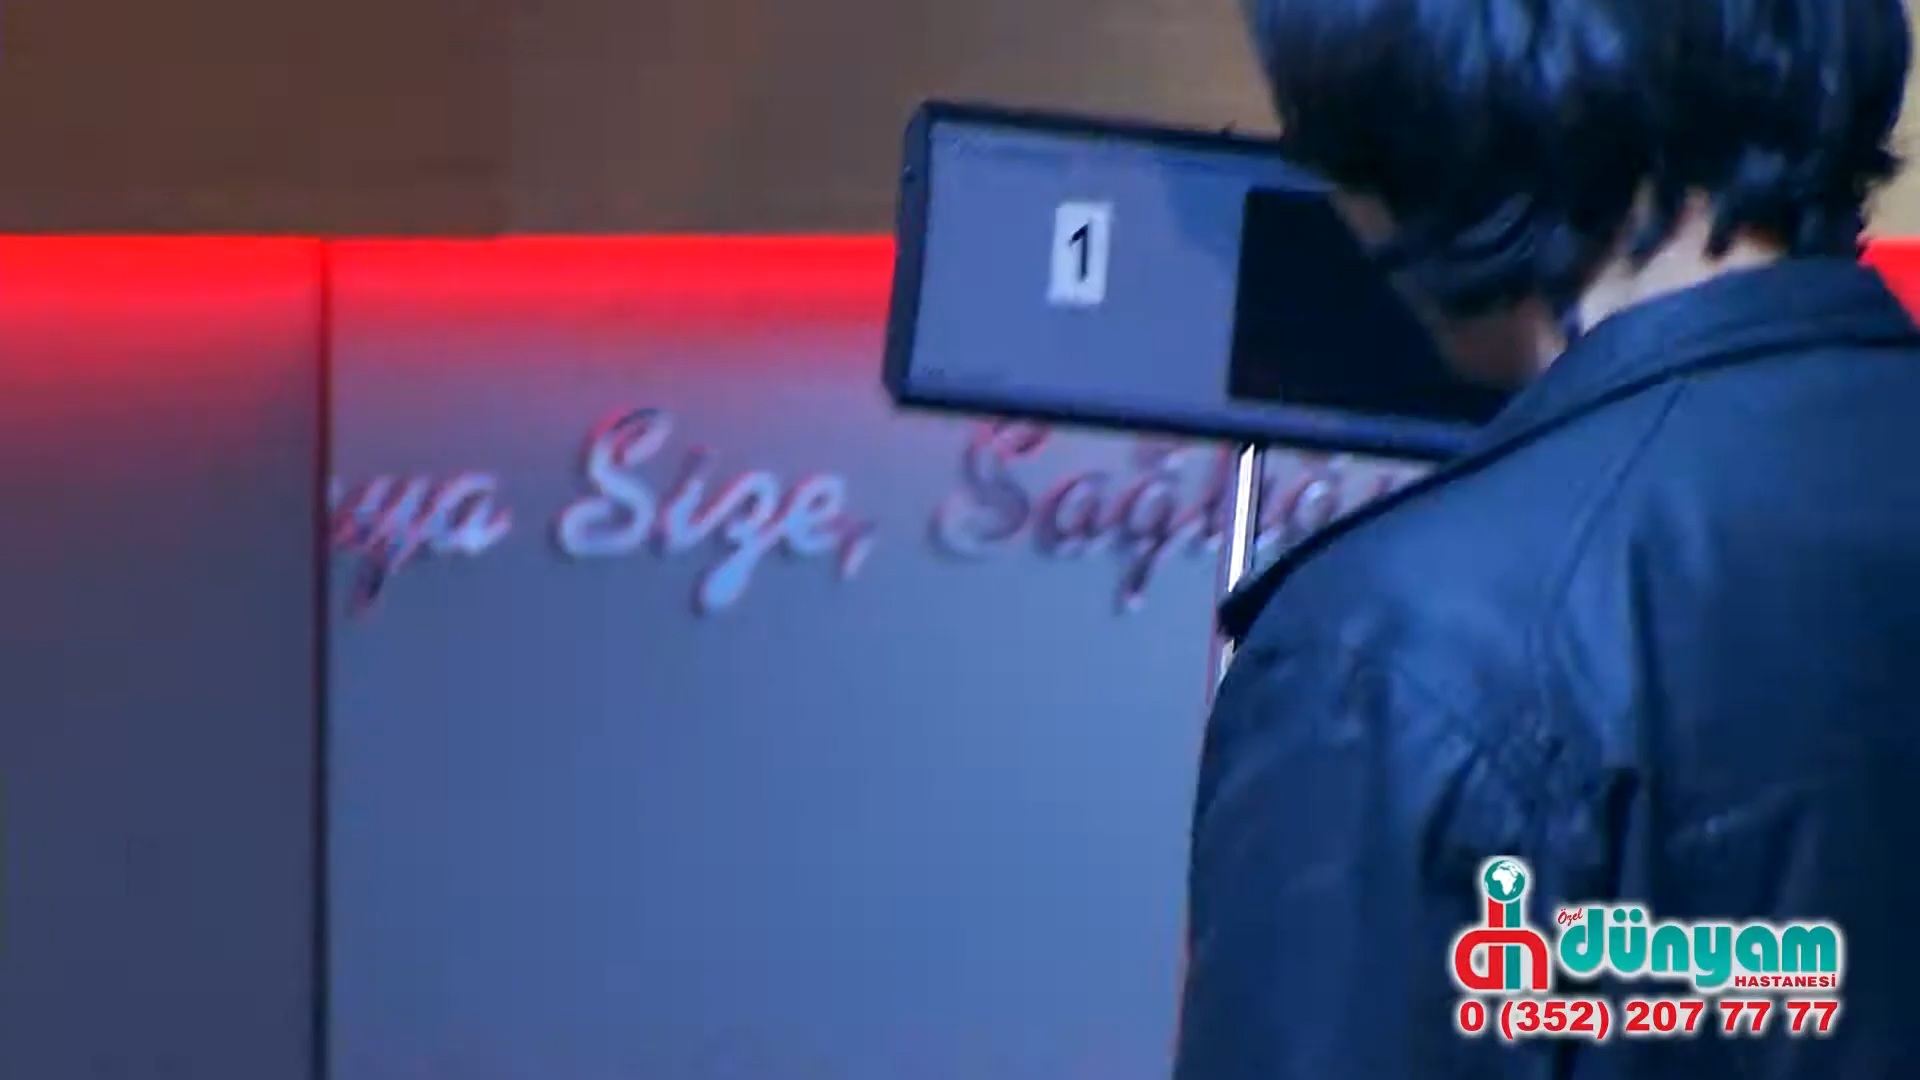 1
Size,
Özel
dünyam
HASTANESİ
0 (352) 207 77 77